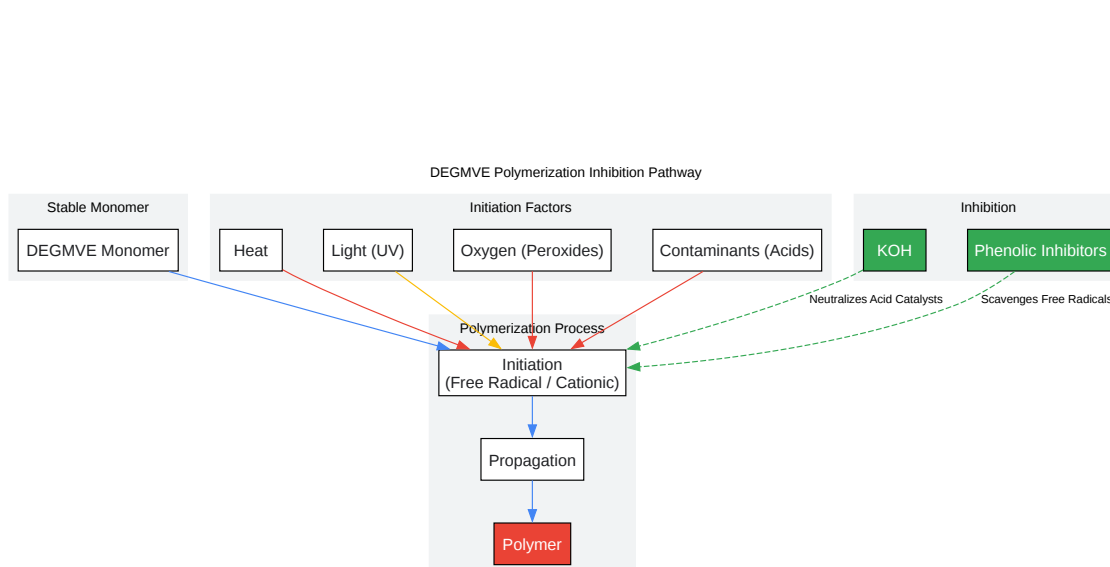 DEGMVE Polymerization Inhibition Pathway
Stable Monomer
Initiation Factors
Inhibition
DEGMVE Monomer
Heat
Light (UV)
Oxygen (Peroxides)
Contaminants (Acids)
KOH
Phenolic Inhibitors
Neutralizes Acid Catalysts
Scavenges Free Radicals
Polymerization Process
Initiation
(Free Radical / Cationic)
Propagation
Polymer